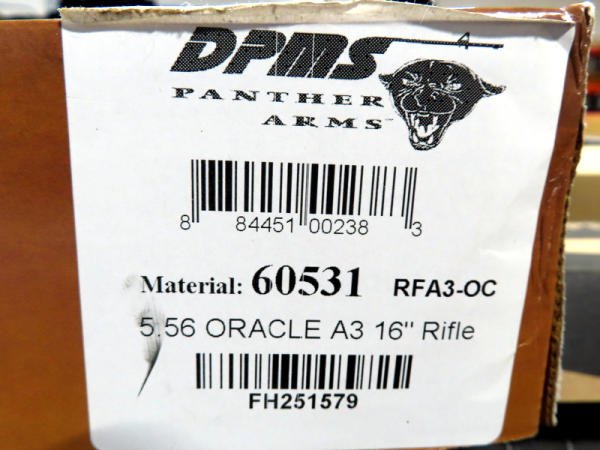 DPMS
PANTHER
ARMS
8 84451 00238 3
Material: 60531 RFA3-OC
5.56 ORACLE A3 16" Rifle
FH251579